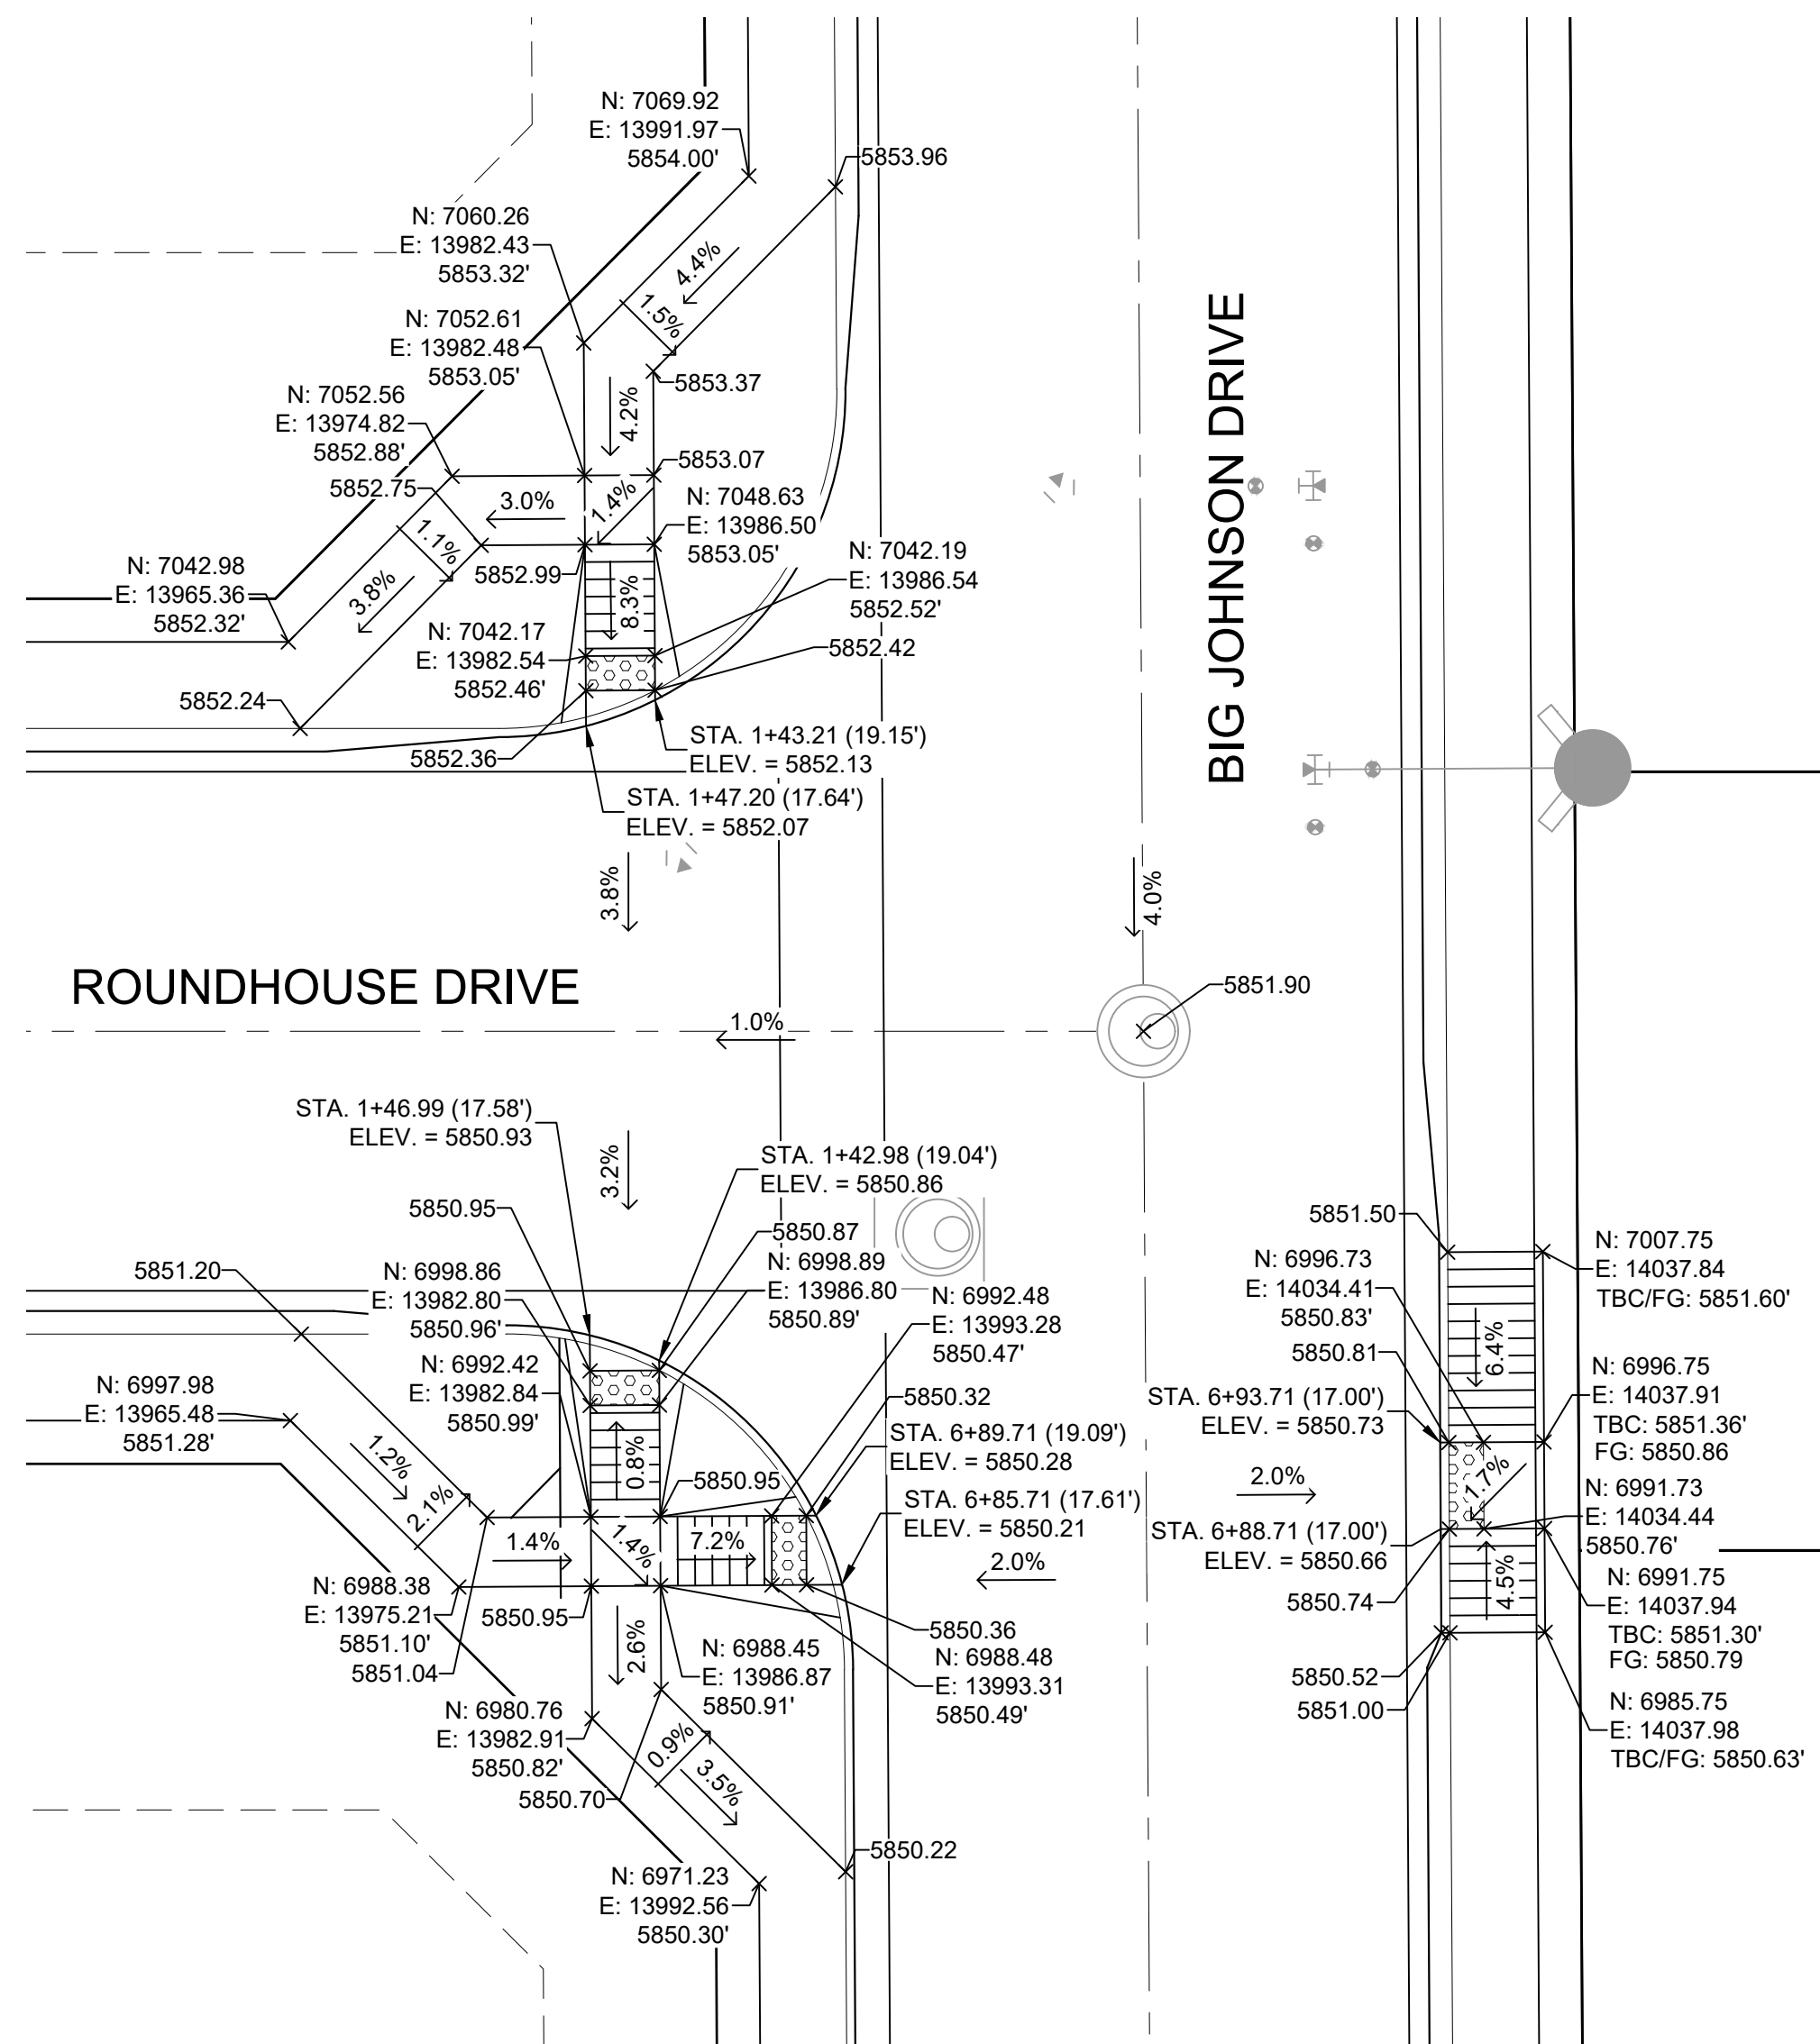 N: 7069.92
E: 13991.97
5854.00'
5853.96
N: 7060.26
E: 13982.43
5853.32'
4.4%
1.5%
N: 7052.61
E: 13982.48
5853.05'
5853.37
N: 7052.56
E: 13974.82
5852.88'
4.2%
5853.07
5852.75
3.0%
1.4%
N: 7048.63
E: 13986.50
5853.05'
1.1%
N: 7042.98
E: 13965.36
5852.32'
3.8%
5852.99
8.3%
N: 7042.19
E: 13986.54
5852.52'
N: 7042.17
E: 13982.54
5852.46'
5852.42
5852.24
5852.36
STA. 1+43.21 (19.15')
ELEV. = 5852.13
STA. 1+47.20 (17.64')
ELEV. = 5852.07
BIG JOHNSON DRIVE
3.8%
4.0%
ROUNDHOUSE DRIVE
5851.90
1.0%
STA. 1+46.99 (17.58')
ELEV. = 5850.93
3.2%
STA. 1+42.98 (19.04')
ELEV. = 5850.86
5850.95
5850.87
5851.20
N: 6998.86
E: 13982.80
5850.96'
N: 6998.89
E: 13986.80
5850.89'
N: 6992.48
E: 13993.28
5850.47'
N: 6992.42
E: 13982.84
5850.99'
N: 6997.98
E: 13965.48
5851.28'
5850.32
STA. 6+89.71 (19.09')
ELEV. = 5850.28
1.2%
2.1%
0.8%
5850.95
STA. 6+85.71 (17.61')
ELEV. = 5850.21
1.4%
1.4%
7.2%
2.0%
N: 6988.38
E: 13975.21
5851.10'
5851.04
5850.95
2.6%
5850.36
N: 6988.45
E: 13986.87
5850.91'
N: 6988.48
E: 13993.31
5850.49'
N: 6980.76
E: 13982.91
5850.82'
5850.70
0.9%
3.5%
5850.22
N: 6971.23
E: 13992.56
5850.30'
5851.50
N: 7007.75
E: 14037.84
TBC/FG: 5851.60'
N: 6996.73
E: 14034.41
5850.83'
6.4%
5850.81
N: 6996.75
E: 14037.91
TBC: 5851.36'
FG: 5850.86
STA. 6+93.71 (17.00')
ELEV. = 5850.73
2.0%
1.7%
N: 6991.73
E: 14034.44
5850.76'
STA. 6+88.71 (17.00')
ELEV. = 5850.66
5850.74
4.5%
N: 6991.75
E: 14037.94
TBC: 5851.30'
FG: 5850.79
5850.52
5851.00
N: 6985.75
E: 14037.98
TBC/FG: 5850.63'